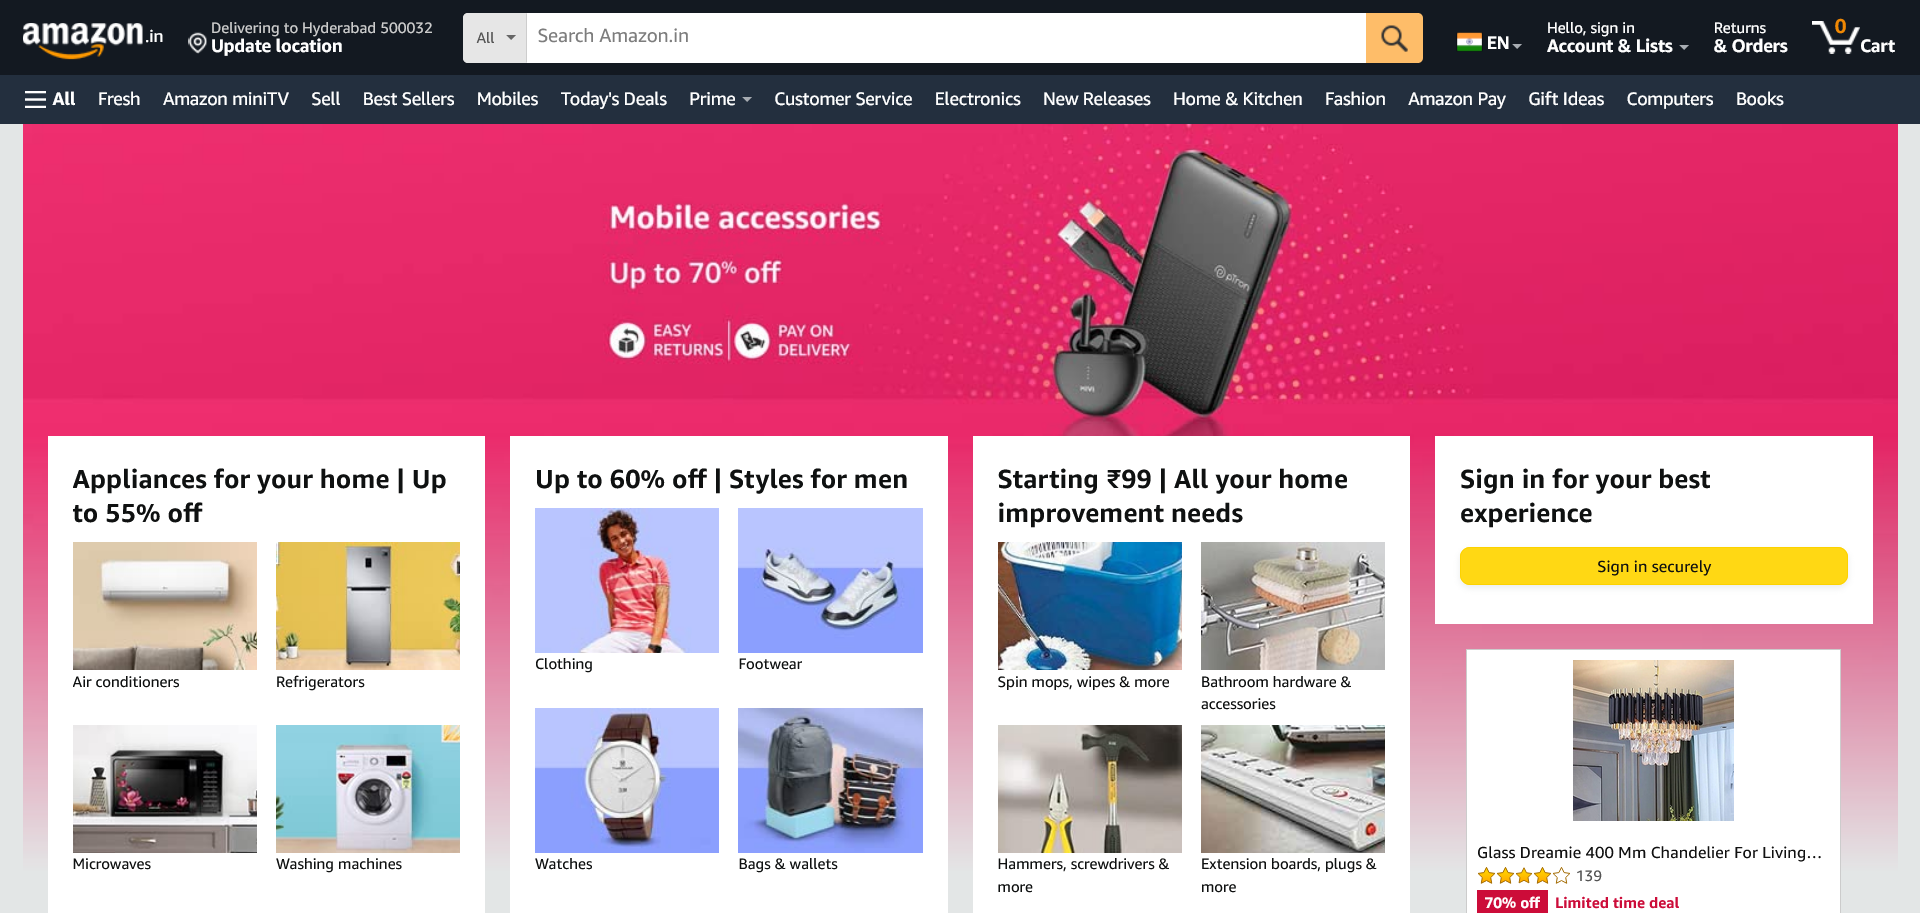 amazon.in
Delivering to Hyderabad 500032
Update location
All
Search Amazon.in
EN
Hello, sign in
Account & Lists
Returns
& Orders
0
Cart
All
Fresh
Amazon miniTV
Sell
Best Sellers
Mobiles
Today's Deals
Prime
Customer Service
Electronics
New Releases
Home & Kitchen
Fashion
Amazon Pay
Gift Ideas
Computers
Books
Mobile accessories
Up to 70% off
EASY
RETURNS
PAY ON
DELIVERY
pTron
MIVI
Appliances for your home | Up
to 55% off
Air conditioners
Refrigerators
Microwaves
Washing machines
Up to 60% off | Styles for men
Clothing
Footwear
Watches
Bags & wallets
Starting ₹99 | All your home
improvement needs
Spin mops, wipes & more
Bathroom hardware &
accessories
Hammers, screwdrivers &
more
wipro
Extension boards, plugs &
more
Sign in for your best
experience
Sign in securely
Glass Dreamie 400 Mm Chandelier For Living...
139
70% off
Limited time deal